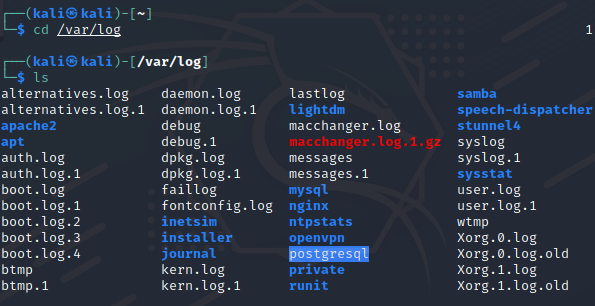 ┌──(kali㉿kali)-[~]
└─$ cd /var/log 1
┌──(kali㉿kali)-[/var/log]
└─$ ls
alternatives.log daemon.log lastlog samba
alternatives.log.1 daemon.log.1 lightdm speech-dispatcher
apache2 debug macchanger.log stunnel4
apt debug.1 macchanger.log.1.gz syslog
auth.log dpkg.log messages syslog.1
auth.log.1 dpkg.log.1 messages.1 sysstat
boot.log faillog mysql user.log
boot.log.1 fontconfig.log nginx user.log.1
boot.log.2 inetsim ntpstats wtmp
boot.log.3 installer openvpn Xorg.0.log
boot.log.4 journal postgresql Xorg.0.log.old
btmp kern.log private Xorg.1.log
btmp.1 kern.log.1 runit Xorg.1.log.old